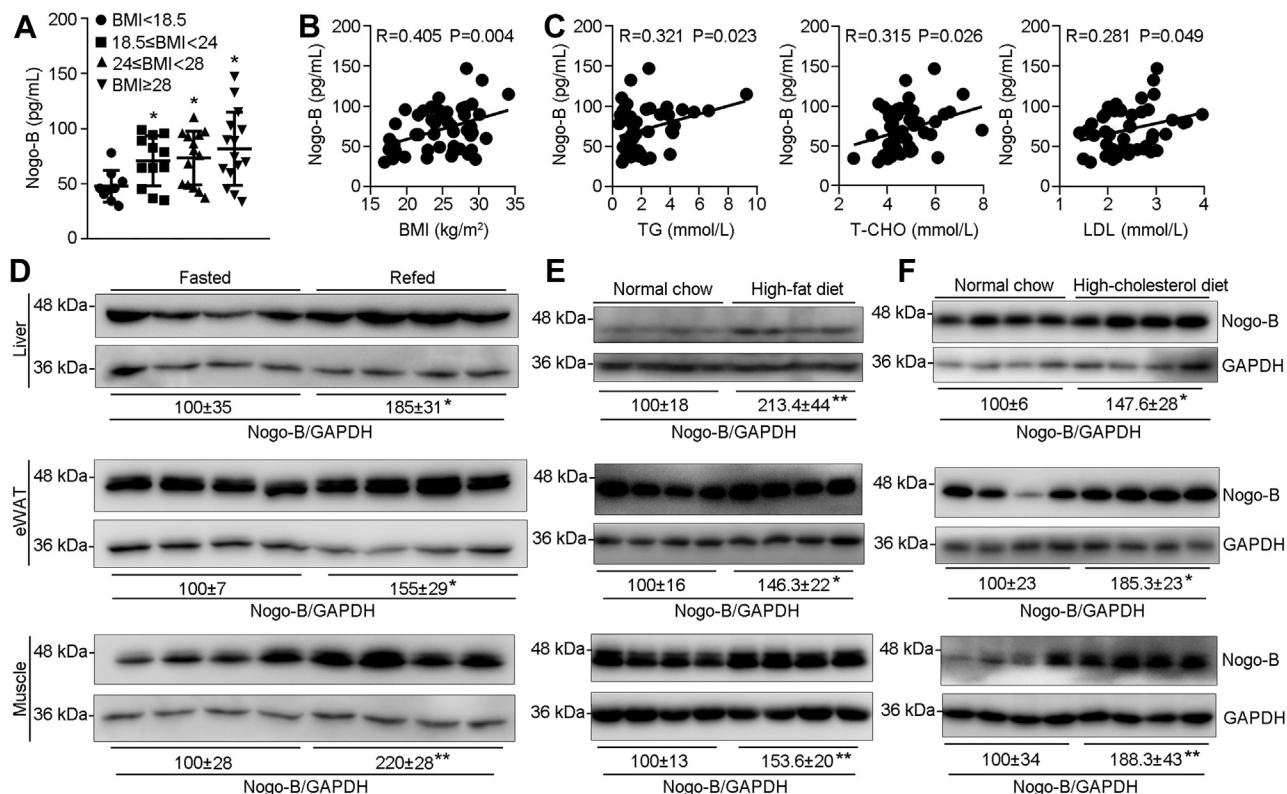 A
BMI<18.5
18.5≤BMI<24
24≤BMI<28
BMI≥28
Nogo-B (pg/mL)
200
150
100
50
0
*
*
*
B
R=0.405 P=0.004
Nogo-B (pg/mL)
200
150
100
50
0
15 20 25 30 35
BMI (kg/m²)
C
R=0.321 P=0.023
Nogo-B (pg/mL)
200
150
100
50
0
0 2 4 6 8 10
TG (mmol/L)
R=0.315 P=0.026
Nogo-B (pg/mL)
200
150
100
50
0
2 4 6 8
T-CHO (mmol/L)
R=0.281 P=0.049
Nogo-B (pg/mL)
200
150
100
50
0
1 2 3 4
LDL (mmol/L)
D
Fasted Refed
Liver
48 kDa
36 kDa
100±35 185±31*
Nogo-B/GAPDH
eWAT
48 kDa
36 kDa
100±7 155±29*
Nogo-B/GAPDH
Muscle
48 kDa
36 kDa
100±28 220±28**
Nogo-B/GAPDH
E
Normal chow High-fat diet
48 kDa
36 kDa
100±18 213.4±44**
Nogo-B/GAPDH
48 kDa
36 kDa
100±16 146.3±22*
Nogo-B/GAPDH
48 kDa
36 kDa
100±13 153.6±20**
Nogo-B/GAPDH
F
Normal chow High-cholesterol diet
48 kDa Nogo-B
36 kDa GAPDH
100±6 147.6±28*
Nogo-B/GAPDH
48 kDa Nogo-B
36 kDa GAPDH
100±23 185.3±23*
Nogo-B/GAPDH
48 kDa Nogo-B
36 kDa GAPDH
100±34 188.3±43**
Nogo-B/GAPDH